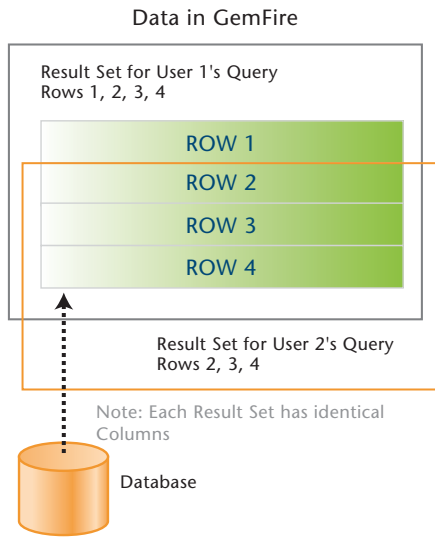 Data in GemFire
Result Set for User 1's Query
Rows 1, 2, 3, 4
ROW 1
ROW 2
ROW 3
ROW 4
Result Set for User 2's Query
Rows 2, 3, 4
Note: Each Result Set has identical
Columns
Database